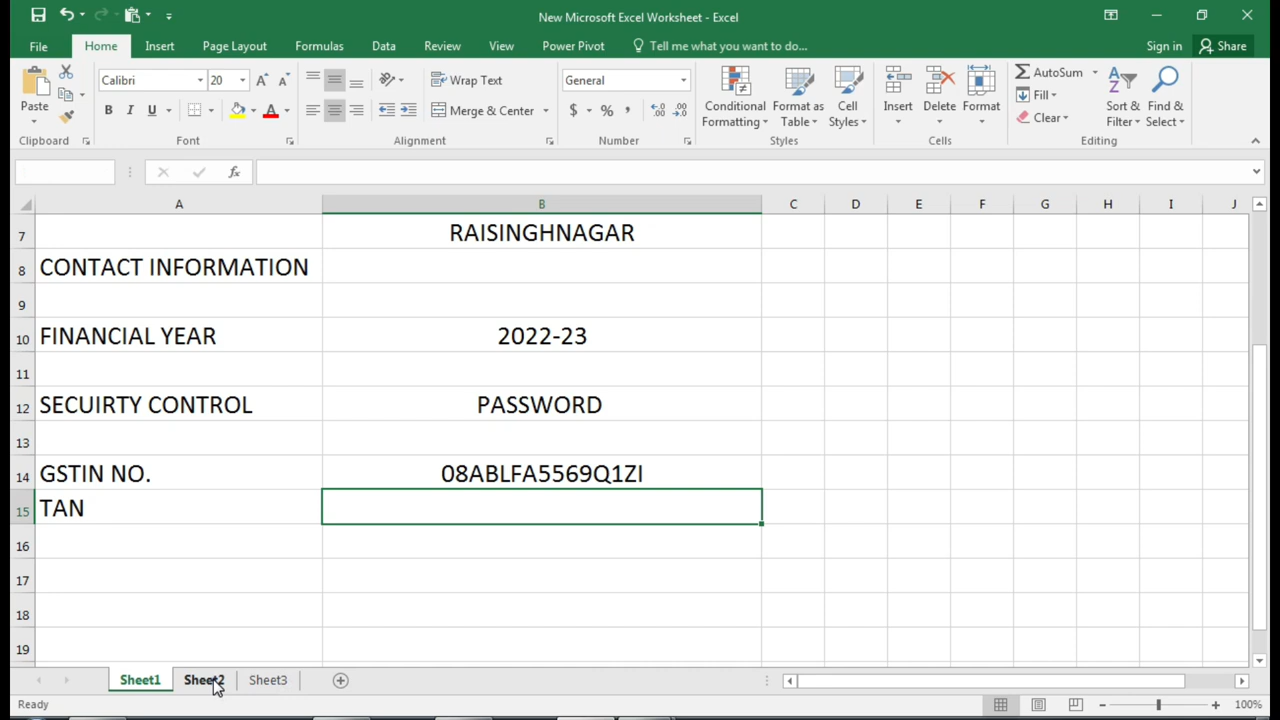 New Microsoft Excel Worksheet - Excel
File Home Insert Page Layout Formulas Data Review View Power Pivot Tell me what you want to do... Sign in Share
Paste
Calibri 20
B I U A
Wrap Text
Merge & Center
General
$ % ,
Conditional Formatting
Format as Table
Cell Styles
Insert
Delete
Format
AutoSum
Fill
Clear
Sort & Filter
Find & Select
Clipboard Font Alignment Number Styles Cells Editing
fx
A B C D E F G H I J
7 RAISINGHNAGAR
8 CONTACT INFORMATION
9
10 FINANCIAL YEAR 2022-23
11
12 SECUIRTY CONTROL PASSWORD
13
14 GSTIN NO. 08ABLFA5569Q1ZI
15 TAN
16
17
18
19
Sheet1 Sheet2 Sheet3
Ready 100%